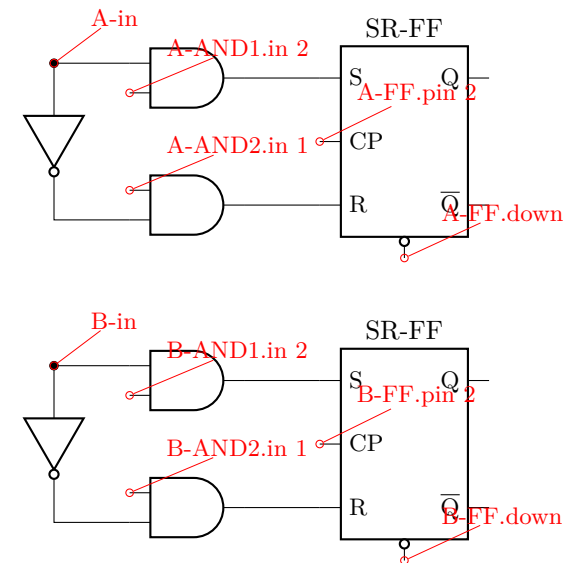 A-in
SR-FF
A-AND1.in 2
S
Q
A-FF.pin 2
CP
A-AND2.in 1
R
Q
A-FF.down
B-in
SR-FF
B-AND1.in 2
S
Q
B-FF.pin 2
CP
B-AND2.in 1
R
Q
B-FF.down